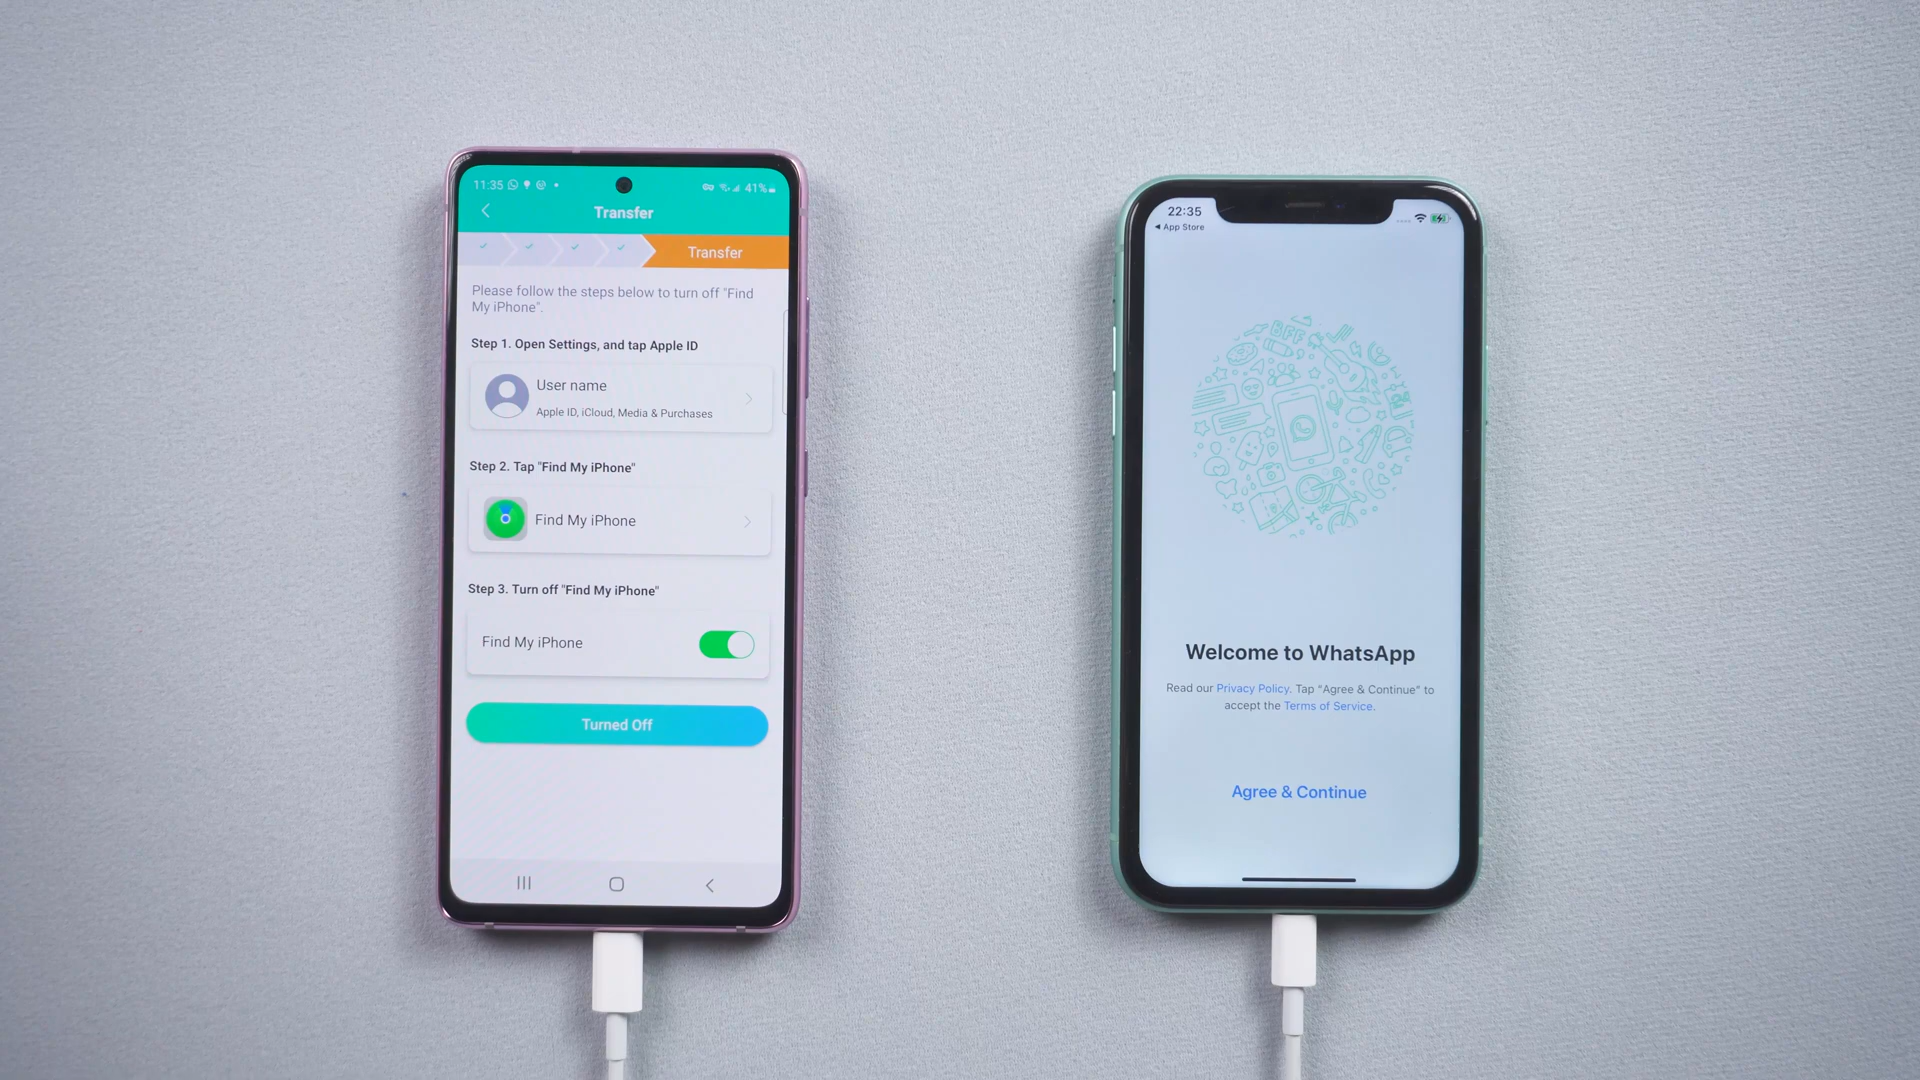 11:35
41%
Transfer
Transfer
Please follow the steps below to turn off "Find
My iPhone".
Step 1. Open Settings, and tap Apple ID
User name
Apple ID, iCloud, Media & Purchases
Step 2. Tap "Find My iPhone"
Find My iPhone
Step 3. Turn off "Find My iPhone"
Find My iPhone
Turned Off
22:35
App Store
BFF
Welcome to WhatsApp
Read our Privacy Policy. Tap "Agree & Continue" to
accept the Terms of Service.
Agree & Continue